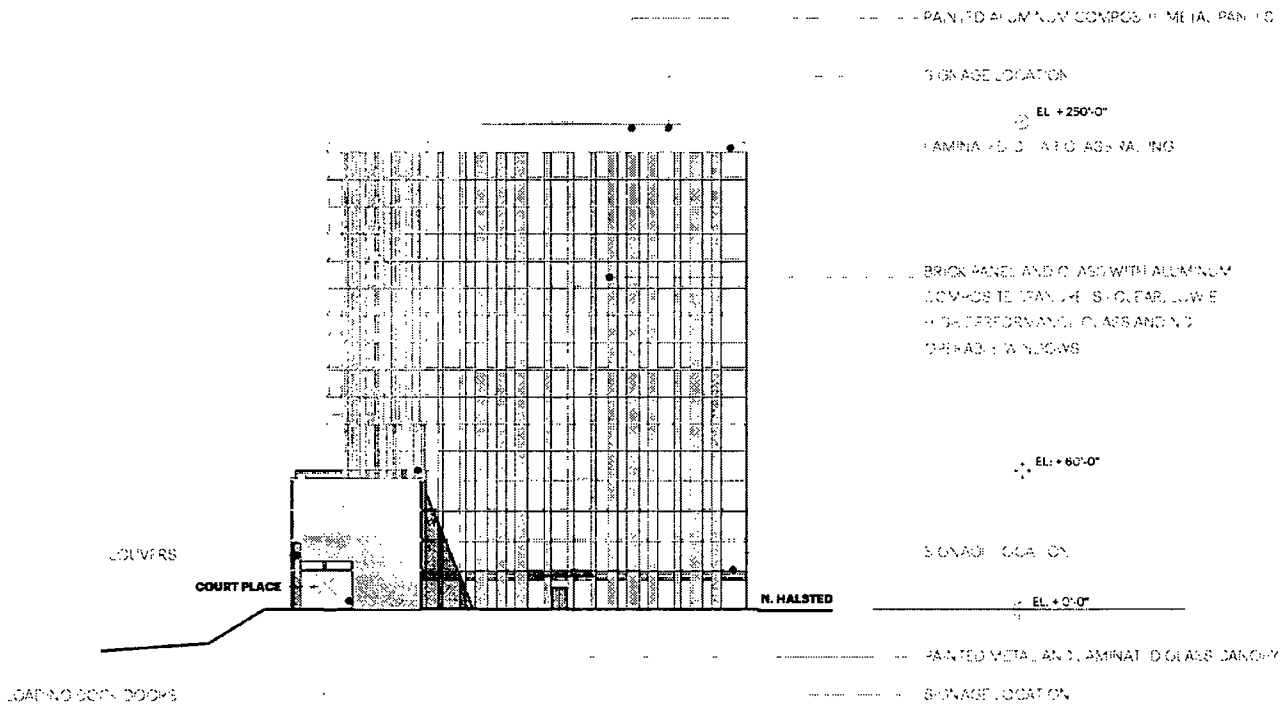 PAINTED ALUMINUM COMPOSITE METAL PANELS
SIGNAGE LOCATION
EL + 250'-0"
LAMINATED GLASS RAILING
BRICK PANEL AND GLASS WITH ALUMINUM
COMPOSITE SPANDRELS - CLEAR, LOW E
HIGH PERFORMANCE GLASS AND NO
OPERABLE WINDOWS
EL: + 60'-0"
LOUVERS
SIGNAGE LOCATION
COURT PLACE
N. HALSTED
EL: + 0'-0"
PAINTED METAL AND LAMINATED GLASS CANOPY
LOADING DOCK DOORS
SIGNAGE LOCATION